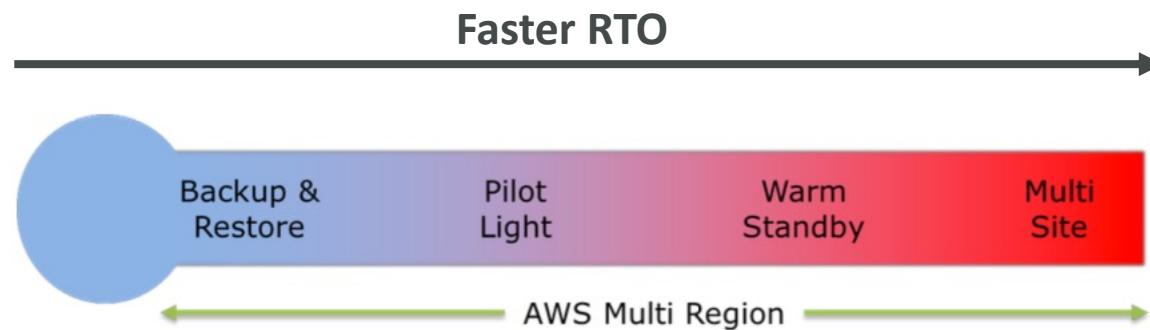 Faster RTO
Backup &
Restore
Pilot
Light
Warm
Standby
Multi
Site
AWS Multi Region